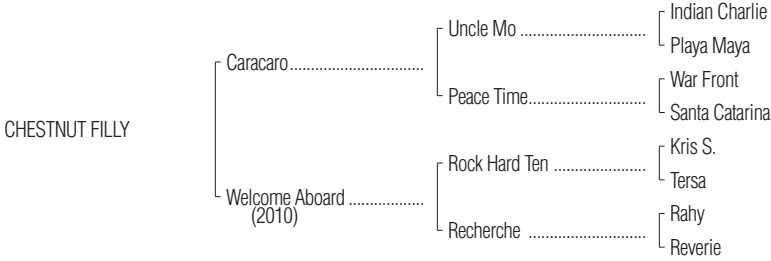 Indian Charlie
Uncle Mo ..............................
Playa Maya
Caracaro................................
War Front
Peace Time............................
Santa Catarina
CHESTNUT FILLY
Kris S.
Rock Hard Ten ......................
Tersa
Welcome Aboard ..................
(2010)
Rahy
Recherche ............................
Reverie